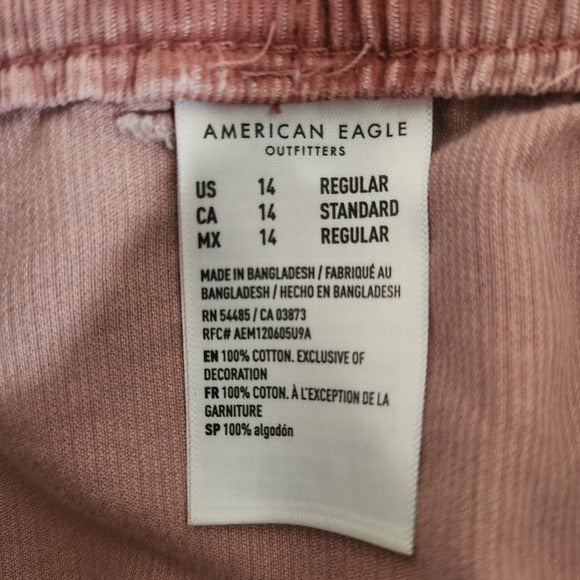 AMERICAN EAGLE
OUTFITTERS
US 14 REGULAR
CA 14 STANDARD
MX 14 REGULAR
MADE IN BANGLADESH / FABRIQUÉ AU
BANGLADESH / HECHO EN BANGLADESH
RN 54485 / CA 03873
RFC# AEM120605U9A
EN 100% COTTON. EXCLUSIVE OF
DECORATION
FR 100% COTON. À L'EXCEPTION DE LA
GARNITURE
SP 100% algodón